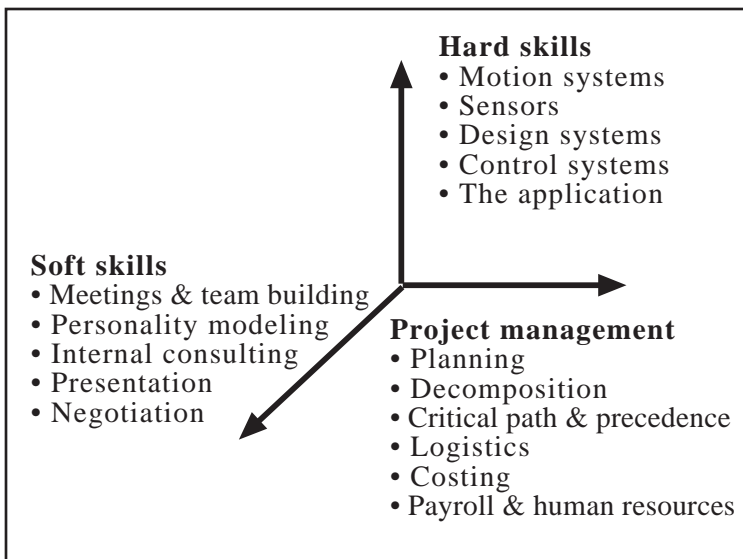 Hard skills
• Motion systems
• Sensors
• Design systems
• Control systems
• The application
Soft skills
• Meetings & team building
• Personality modeling
• Internal consulting
• Presentation
• Negotiation
Project management
• Planning
• Decomposition
• Critical path & precedence
• Logistics
• Costing
• Payroll & human resources